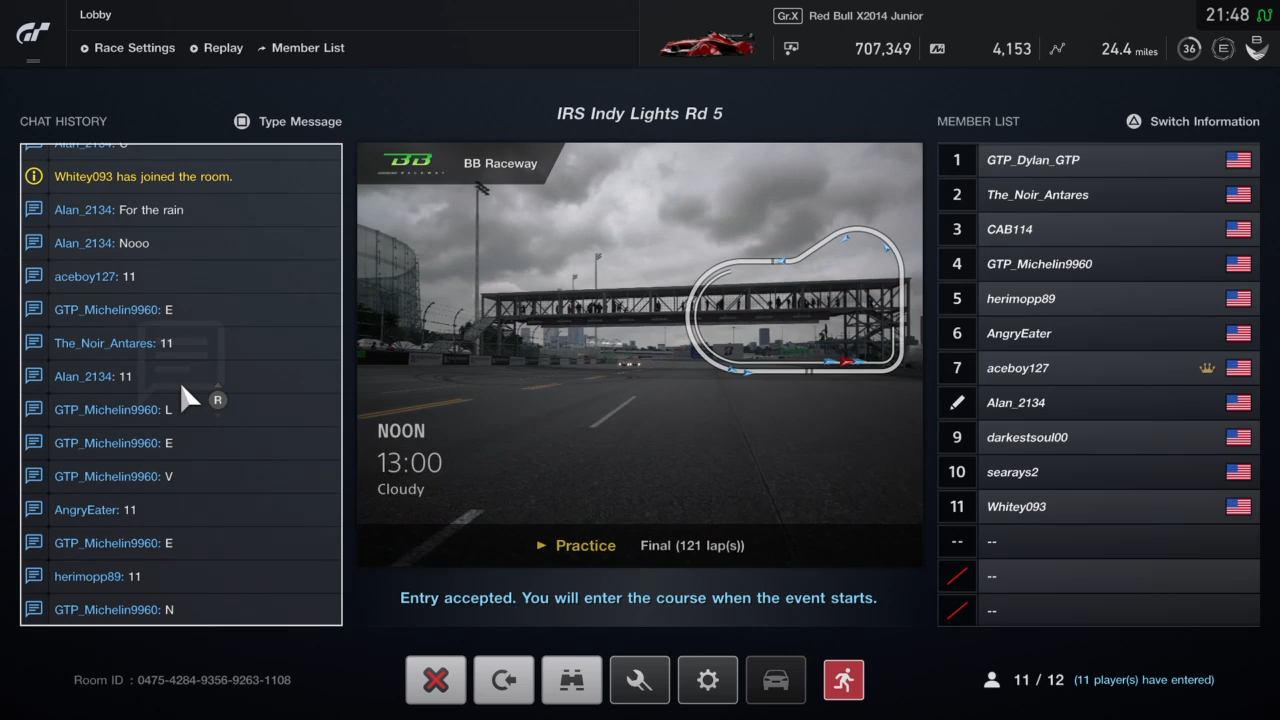 Lobby
Gr.X Red Bull X2014 Junior
21:48
Race Settings Replay Member List
707,349 4,153 24.4 miles 36 E B
CHAT HISTORY Type Message
IRS Indy Lights Rd 5
MEMBER LIST Switch Information
Whitey093 has joined the room.
Alan_2134: For the rain
Alan_2134: Nooo
aceboy127: 11
GTP_Michelin9960: E
The_Noir_Antares: 11
Alan_2134: 11
R
GTP_Michelin9960: L
GTP_Michelin9960: E
GTP_Michelin9960: V
AngryEater: 11
GTP_Michelin9960: E
herimopp89: 11
GTP_Michelin9960: N
BB
BB Raceway
NOON
13:00
Cloudy
Practice Final (121 lap(s))
Entry accepted. You will enter the course when the event starts.
1 GTP_Dylan_GTP
2 The_Noir_Antares
3 CAB114
4 GTP_Michelin9960
5 herimopp89
6 AngryEater
7 aceboy127
Alan_2134
9 darkestsoul00
10 searays2
11 Whitey093
-- --
--
--
Room ID : 0475-4284-9356-9263-1108
11 / 12 (11 player(s) have entered)